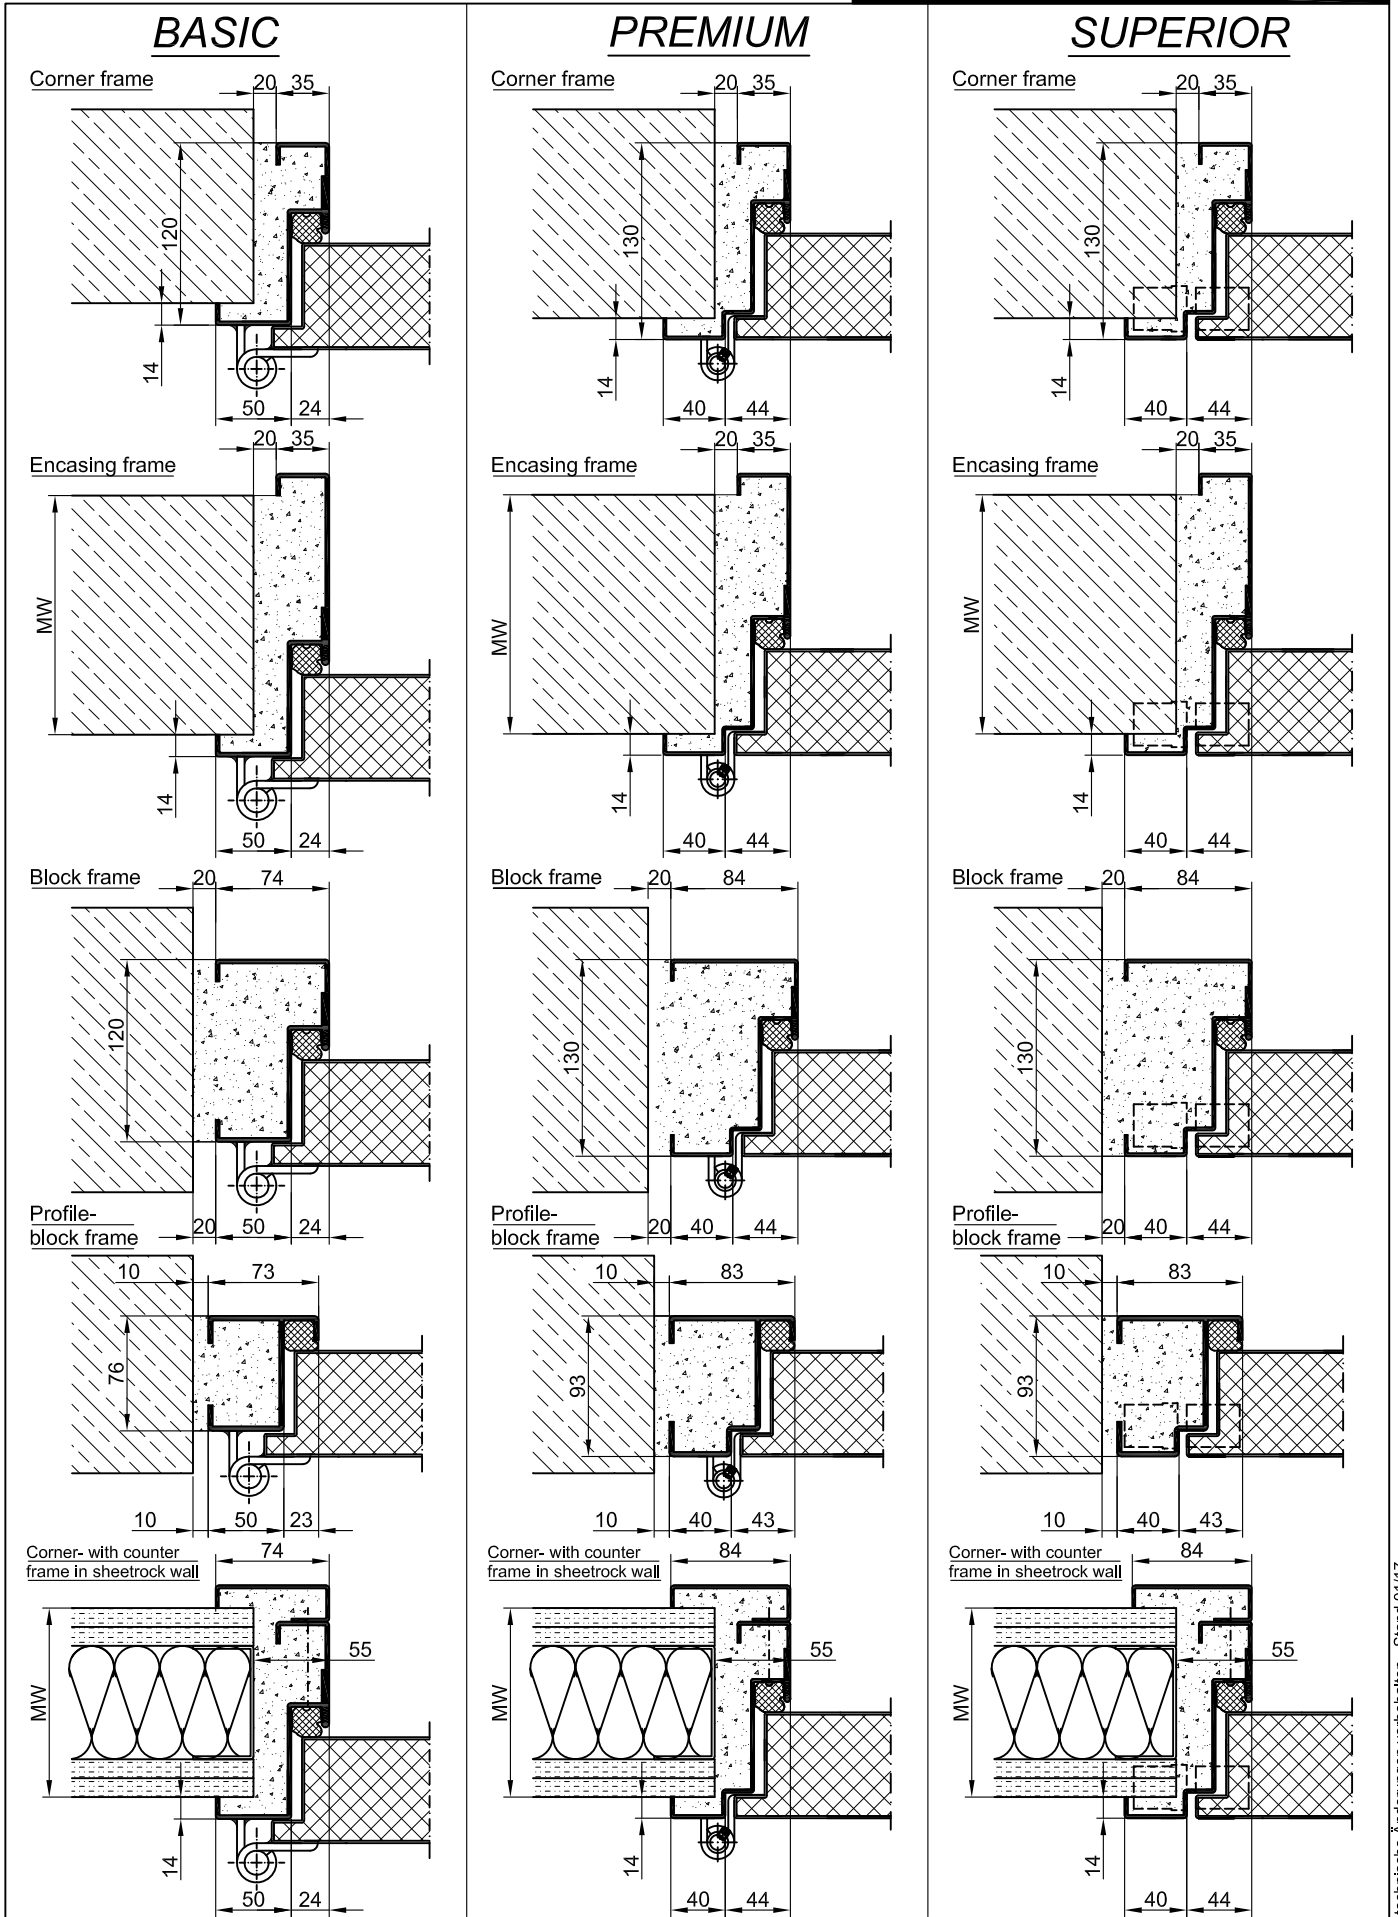 BASIC
PREMIUM
SUPERIOR
Corner frame
20 35
120
14
50 24
Corner frame
20 35
130
14
40 44
Corner frame
20 35
130
14
40 44
Encasing frame
20 35
MW
14
50 24
Encasing frame
20 35
MW
14
40 44
Encasing frame
20 35
MW
14
40 44
Block frame
20 74
120
20 50 24
Block frame
20 84
130
20 40 44
Block frame
20 84
130
20 40 44
Profile-
block frame
10 73
76
10 50 23
Profile-
block frame
10 83
93
10 40 43
Profile-
block frame
10 83
93
10 40 43
Corner- with counter
frame in sheetrock wall
74
55
MW
14
50 24
Corner- with counter
frame in sheetrock wall
84
55
MW
14
40 44
Corner- with counter
frame in sheetrock wall
84
55
MW
14
40 44
technische Änderungen vorbehalten